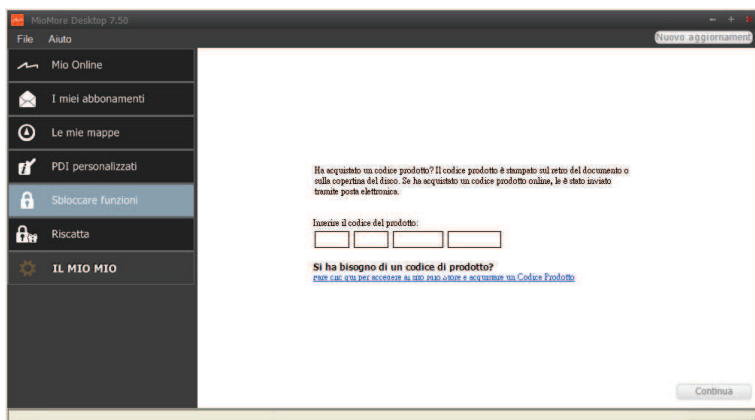 MioMore Desktop 7.50
File Aiuto
Nuovo aggiornament
Mio Online
I miei abbonamenti
Le mie mappe
PDI personalizzati
Sbloccare funzioni
Riscatta
IL MIO MIO
Ha acquistato un codice prodotto? Il codice prodotto è stampato sul retro del documento o
sulla copertina del disco. Se ha acquistato un codice prodotto online, le è stato inviato
tramite posta elettronica.
Inserire il codice del prodotto:
Si ha bisogno di un codice di prodotto?
Fare clic qui per accedere al sito Mio Store e acquistare un Codice Prodotto
Continua